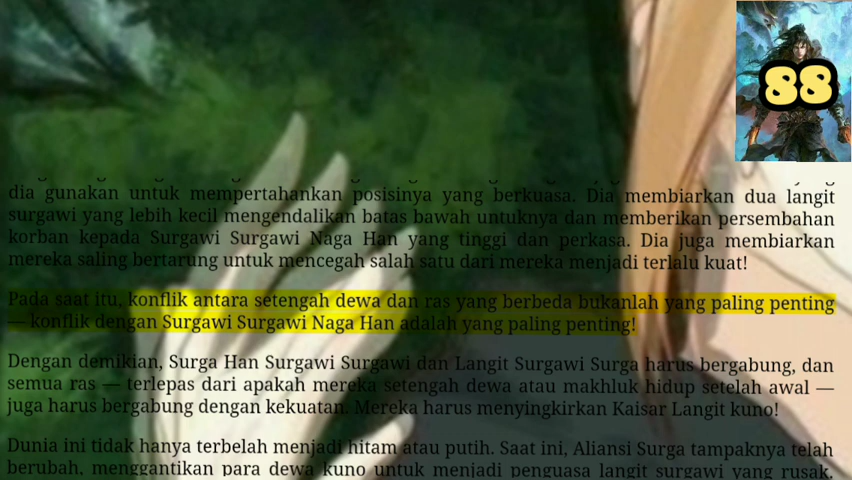 88
dia gunakan untuk mempertahankan posisinya yang berkuasa. Dia membiarkan dua langit
surgawi yang lebih kecil mengendalikan batas bawah untuknya dan memberikan persembahan
korban kepada Surgawi Surgawi Naga Han yang tinggi dan perkasa. Dia juga membiarkan
mereka saling bertarung untuk mencegah salah satu dari mereka menjadi terlalu kuat!
Pada saat itu, konflik antara setengah dewa dan ras yang berbeda bukanlah yang paling penting
— konflik dengan Surgawi Surgawi Naga Han adalah yang paling penting!
Dengan demikian, Surga Han Surgawi Surgawi dan Langit Surgawi Surga harus bergabung, dan
semua ras — terlepas dari apakah mereka setengah dewa atau makhluk hidup setelah awal —
juga harus bergabung dengan kekuatan. Mereka harus menyingkirkan Kaisar Langit kuno!
Dunia ini tidak hanya terbelah menjadi hitam atau putih. Saat ini, Aliansi Surga tampaknya telah
berubah, menggantikan para dewa kuno untuk menjadi penguasa langit surgawi yang rusak.